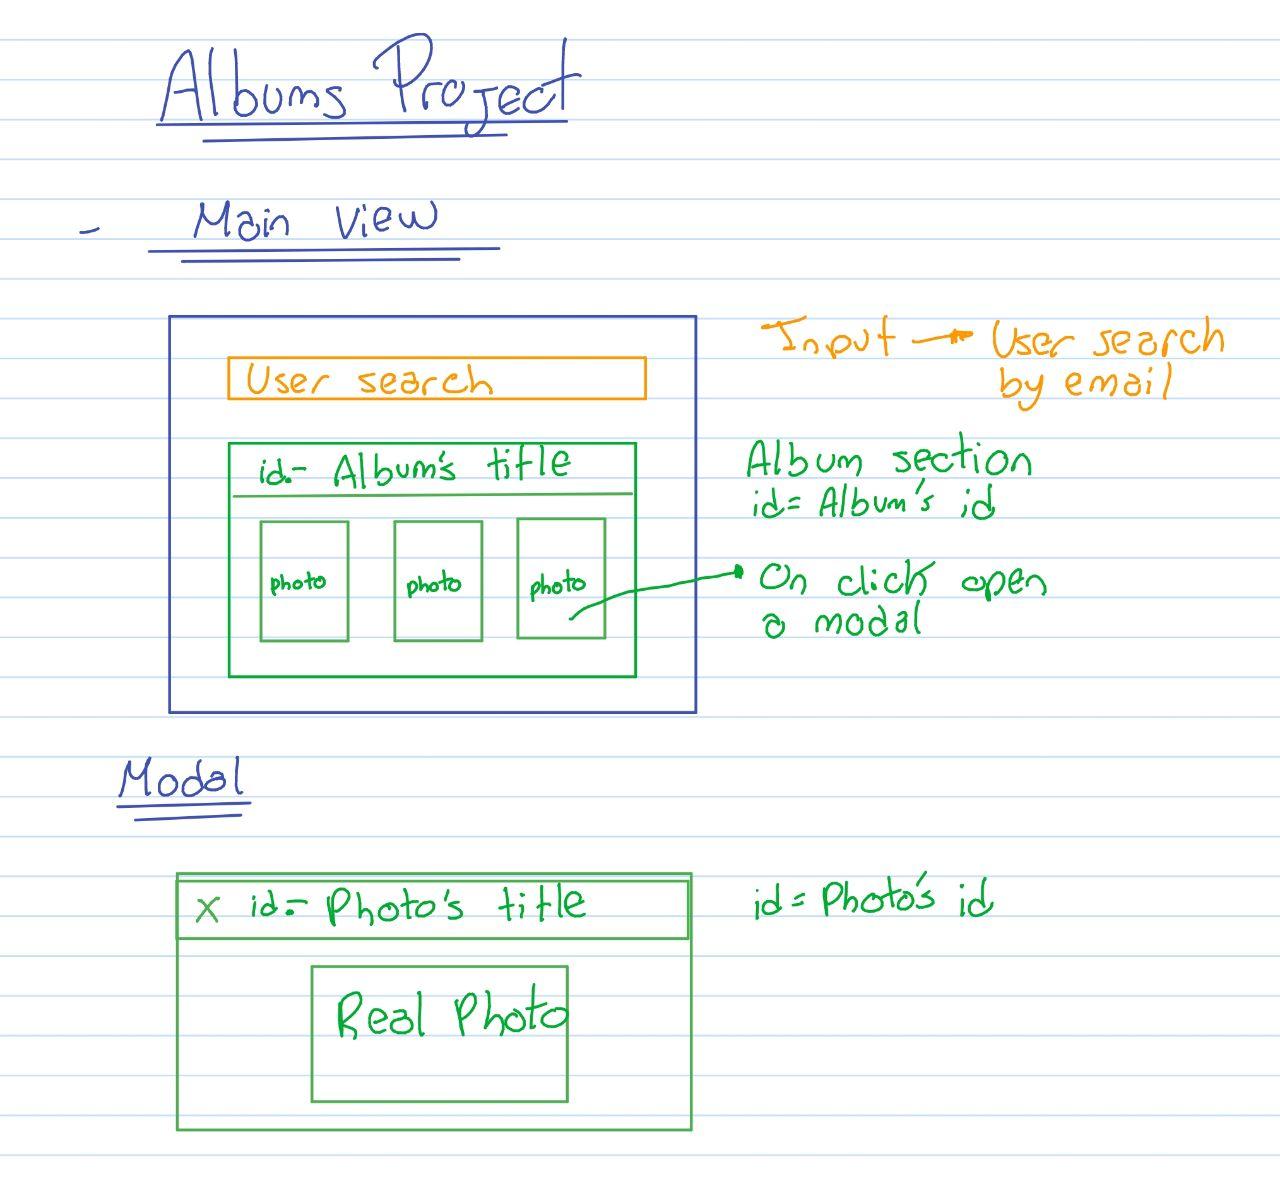 Albums Project
- Main View
User search
id.- Album's title
photo photo photo
Input → User search
by email
Album section
id = Album's id
On click open
a modal
Modal
X id.- Photo's title
Real Photo
id = Photo's id